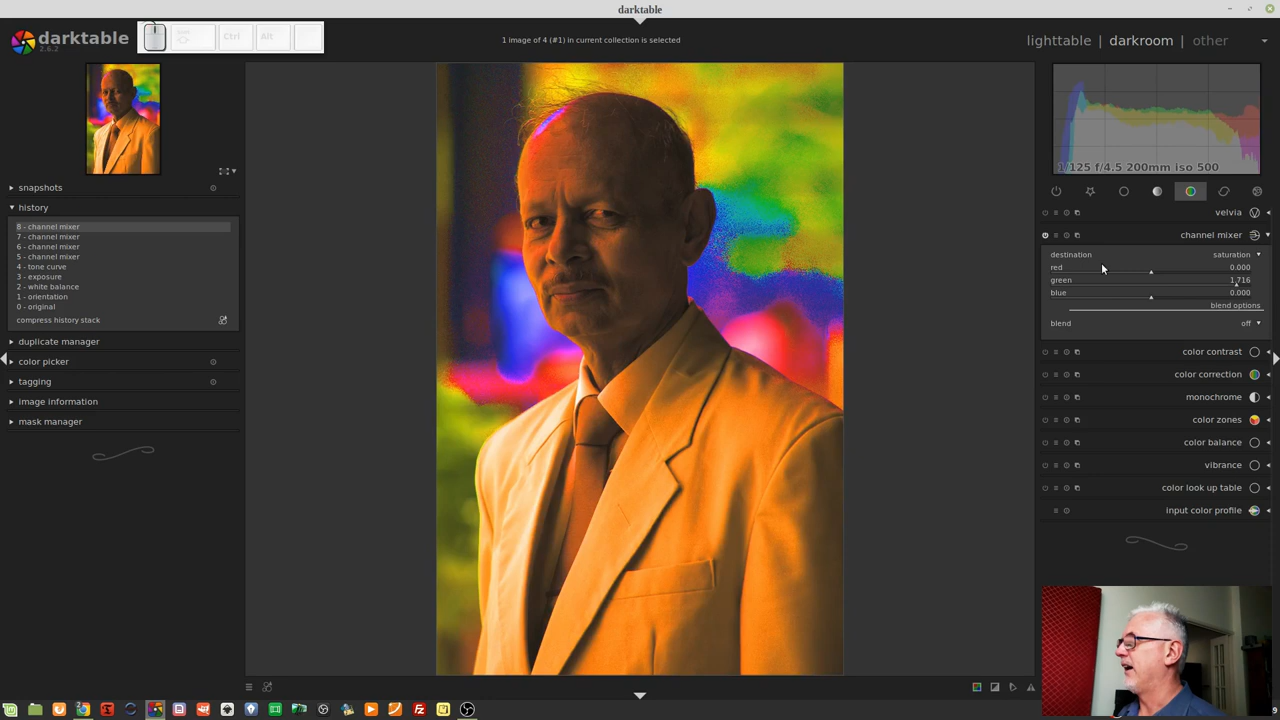 darktable
darktable
2.6.2
Ctrl
Alt
1 image of 4 (#1) in current collection is selected
lighttable | darkroom | other
1/125 f/4.5 200mm iso 500
snapshots
history
8 - channel mixer
7 - channel mixer
6 - channel mixer
5 - channel mixer
4 - tone curve
3 - exposure
2 - white balance
1 - orientation
0 - original
compress history stack
duplicate manager
color picker
tagging
image information
mask manager
velvia
channel mixer
destination saturation
red 0.000
green 1.716
blue 0.000
blend options
blend off
color contrast
color correction
monochrome
color zones
color balance
vibrance
color look up table
input color profile